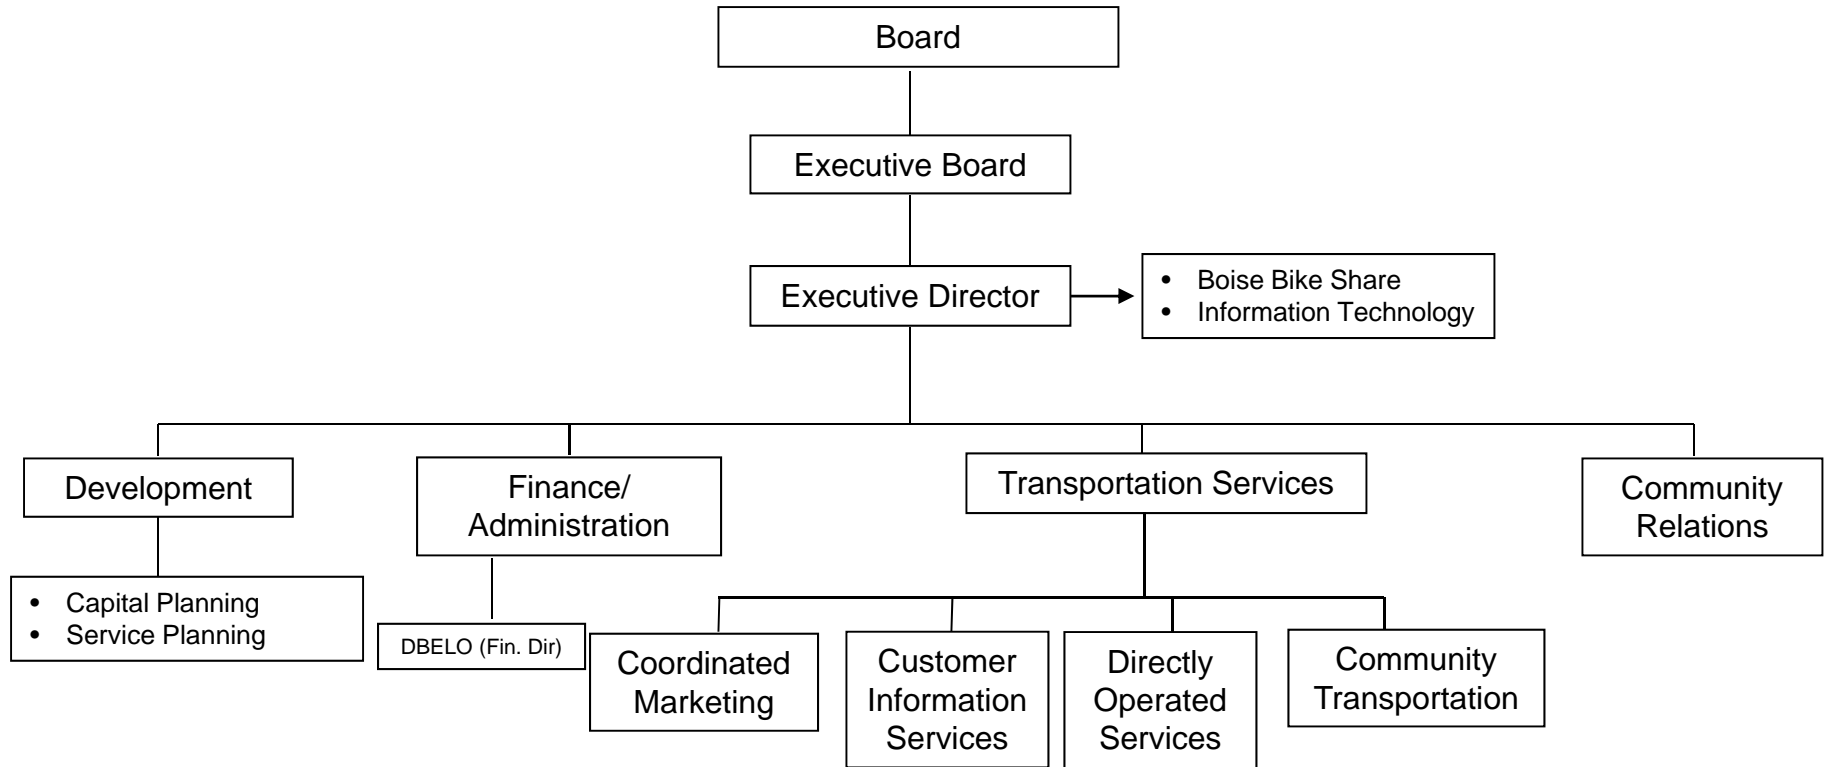 Board
Executive Board
Executive Director
• Boise Bike Share
• Information Technology
Development
Finance/
Administration
Transportation Services
Community
Relations
• Capital Planning
• Service Planning
DBELO (Fin. Dir)
Coordinated
Marketing
Customer
Information
Services
Directly
Operated
Services
Community
Transportation